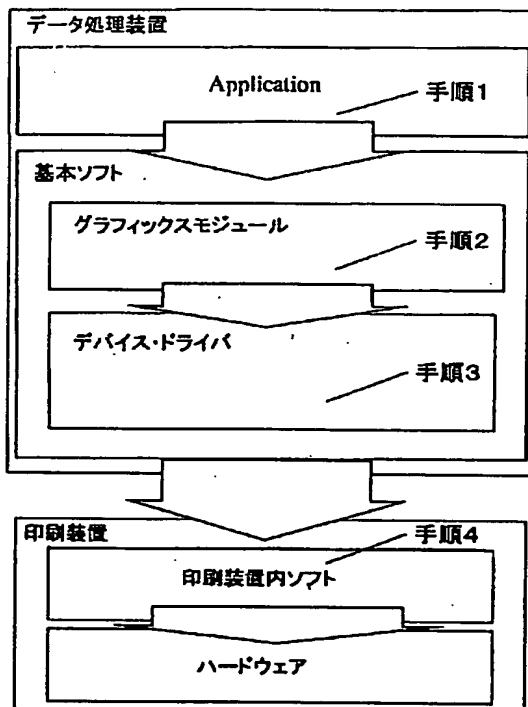 データ処理装置
Application
手順1
基本ソフト
グラフィックスモジュール
手順2
デバイス・ドライバ
手順3
印刷装置
手順4
印刷装置内ソフト
ハードウェア